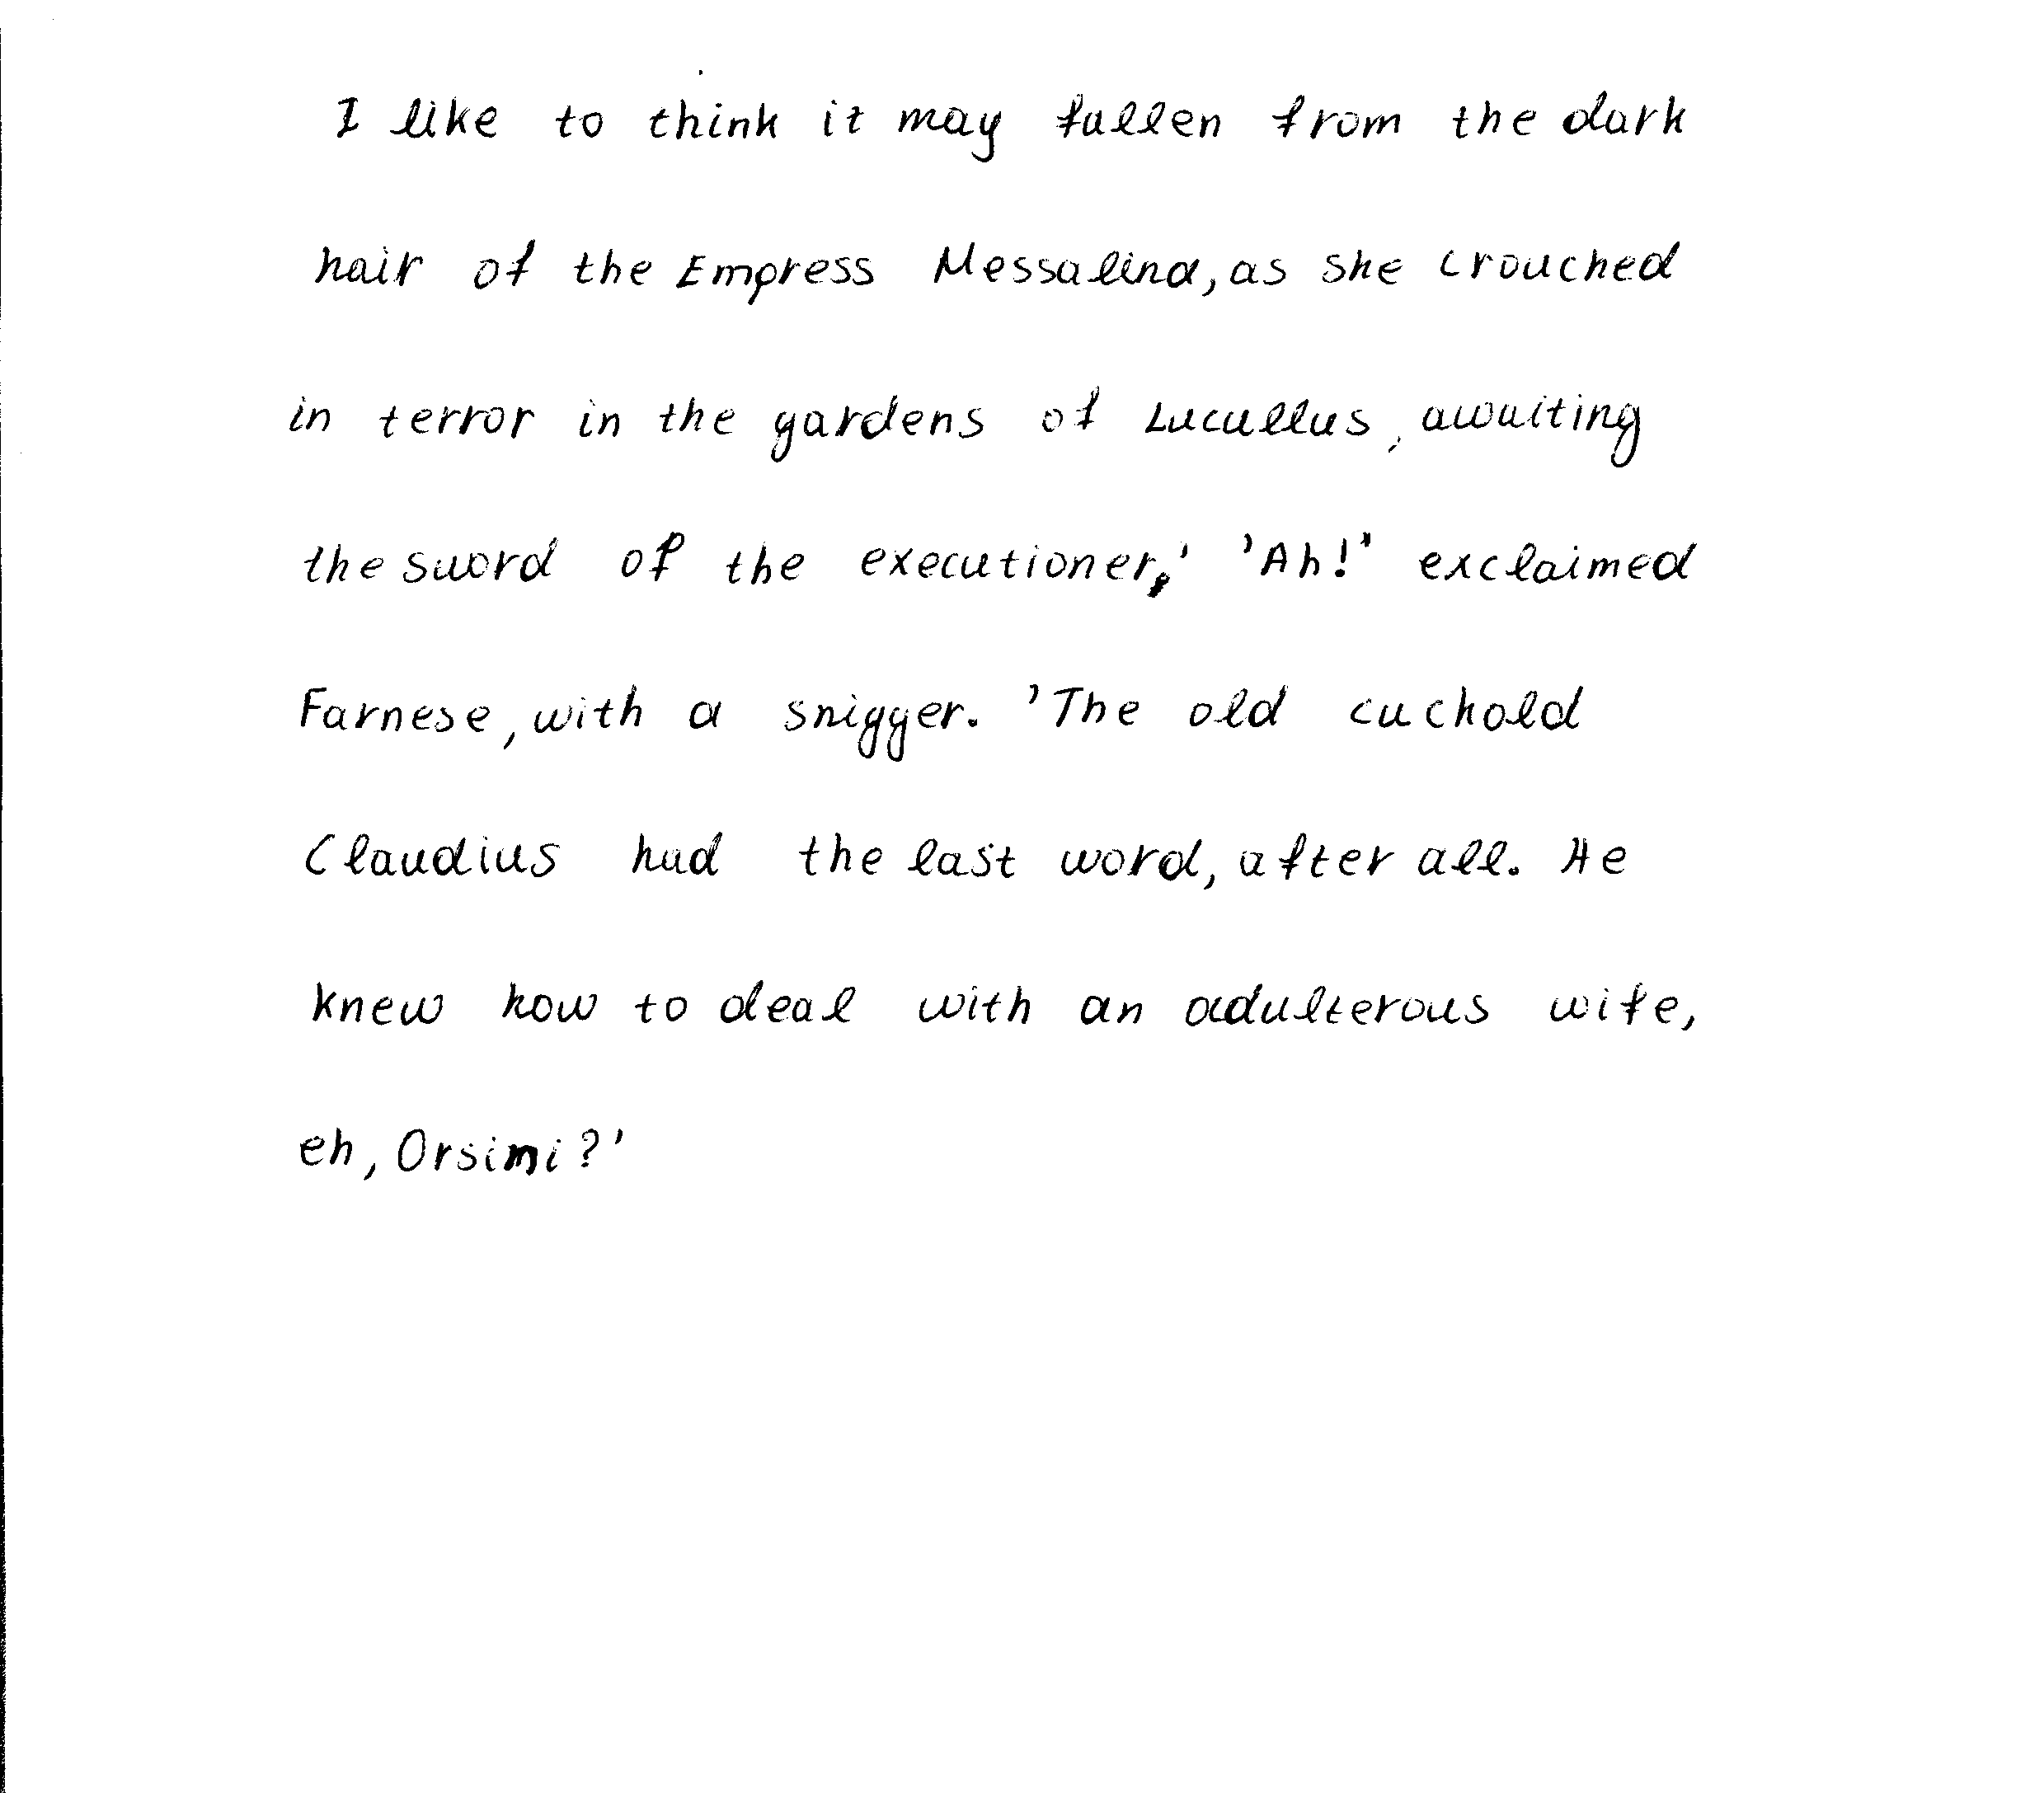 I like to think it may fallen from the dark
hair of the Empress Messalina, as she crouched
in terror in the gardens of Lucullus, awaiting
the sword of the executioner,' 'Ah!' exclaimed
Farnese, with a snigger. 'The old cuckold
Claudius had the last word, after all. He
knew how to deal with an adulterous wife,
eh, Orsini?'